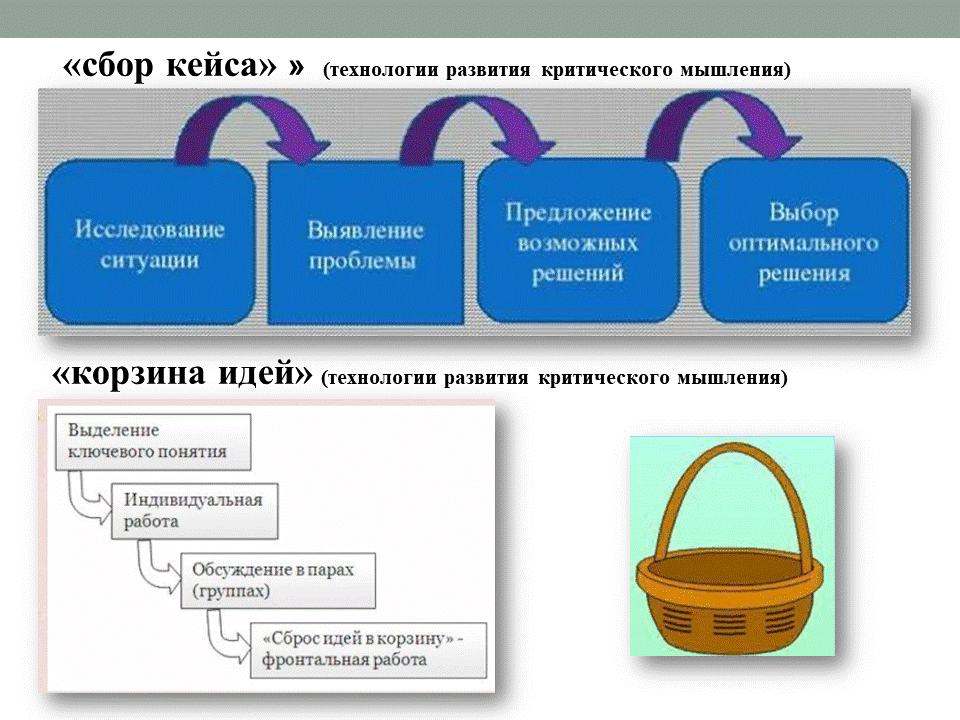 «сбор кейса» » (технологии развития критического мышления)
Исследование
ситуации
Выявление
проблемы
Предложение
возможных
решений
Выбор
оптимального
решения
«корзина идей» (технологии развития критического мышления)
Выделение
ключевого понятия
Индивидуальная
работа
Обсуждение в парах
(группах)
«Сброс идей в корзину» -
фронтальная работа